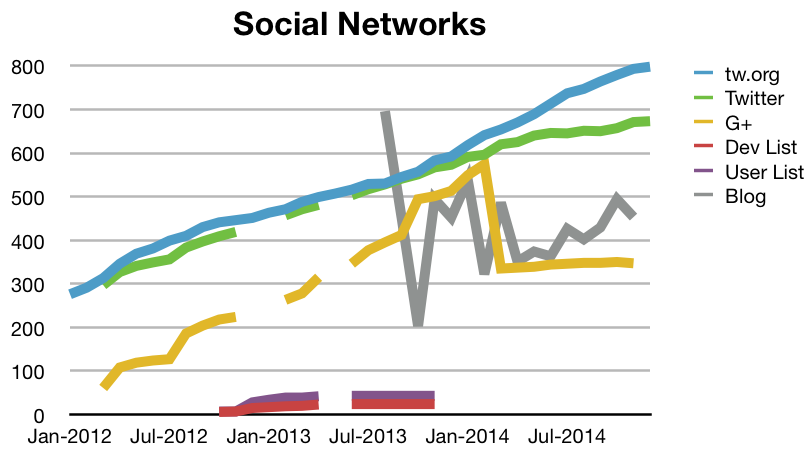 Social Networks
800
700
600
500
400
300
200
100
0
Jan-2012 Jul-2012 Jan-2013 Jul-2013 Jan-2014 Jul-2014
tw.org
Twitter
G+
Dev List
User List
Blog